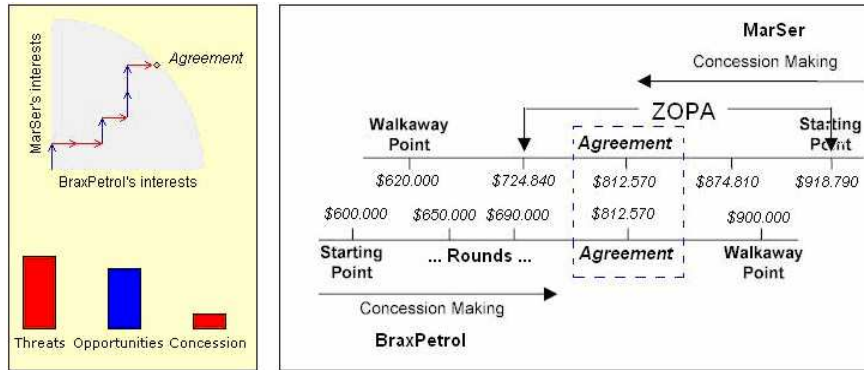 Agreement
MarSer's interests
BraxPetrol's interests
Threats Opportunities Concession
MarSer
Concession Making
ZOPA
Walkaway
Point
Agreement
Starting
Point
$620.000 $724.840 $812.570 $874.810 $918.790
$600.000 $650.000 $690.000 $812.570 $900.000
Starting
Point
... Rounds ...
Agreement
Walkaway
Point
Concession Making
BraxPetrol